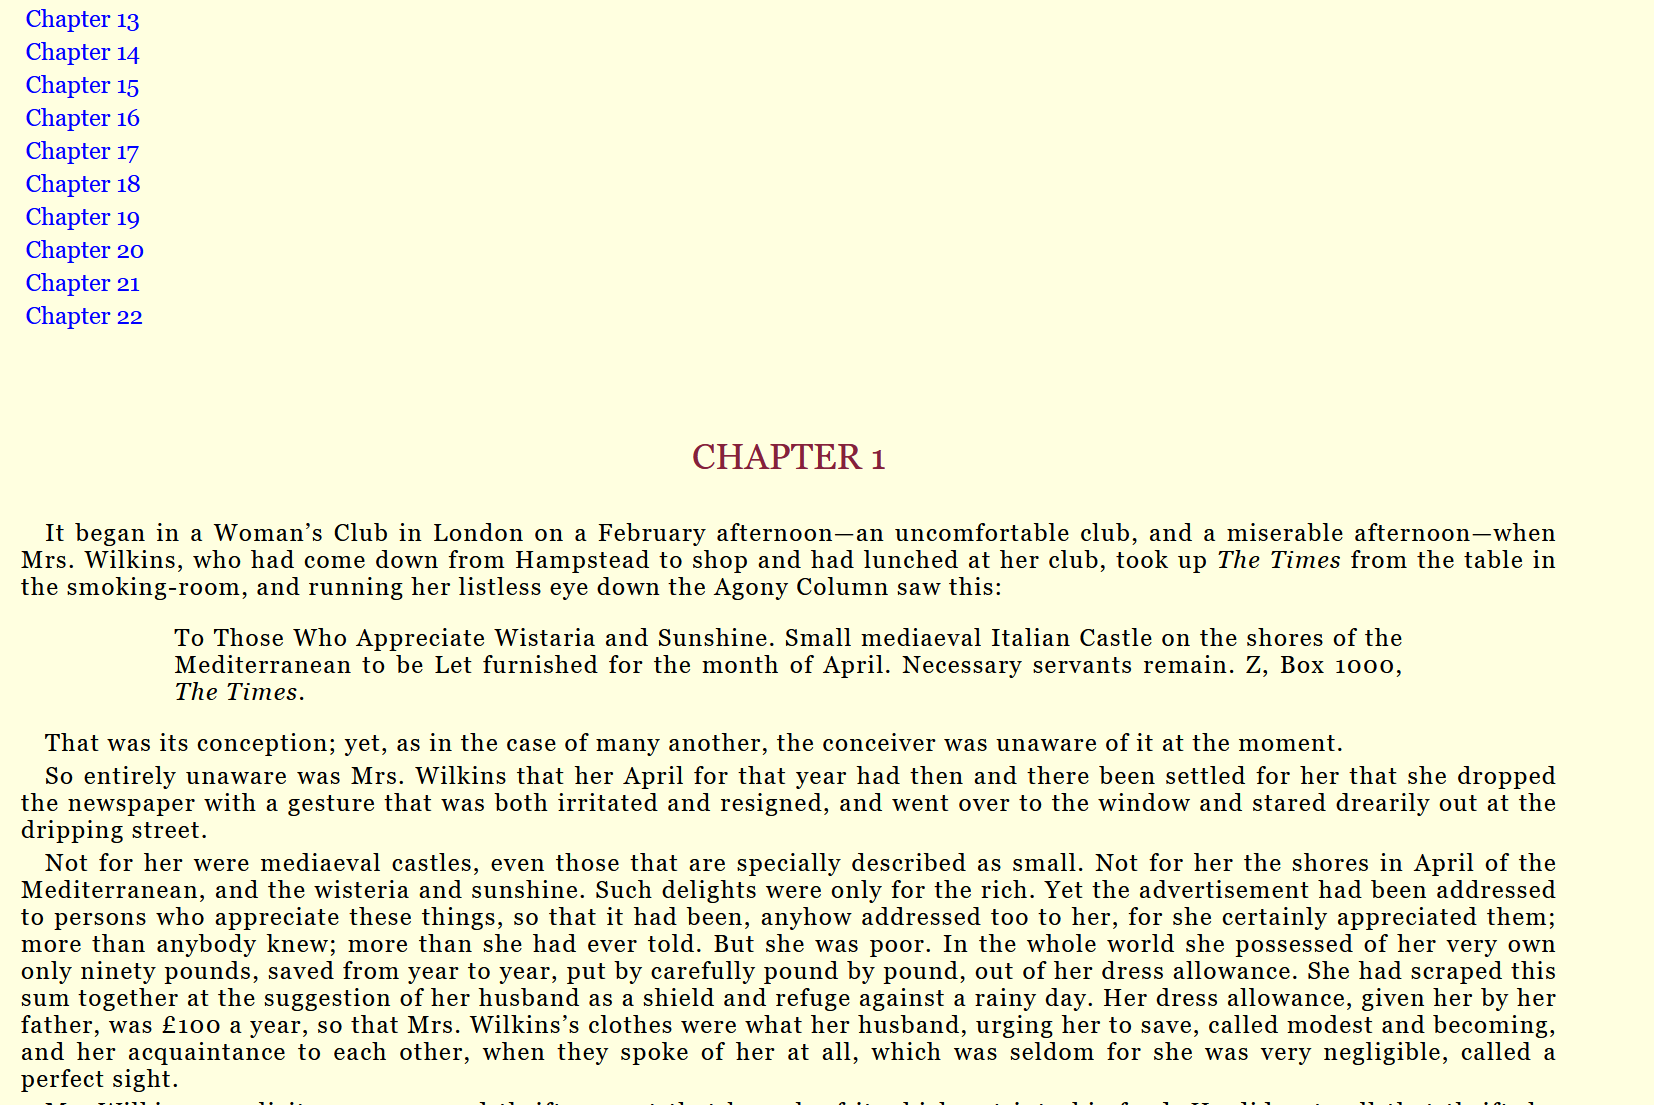 Chapter 13
Chapter 14
Chapter 15
Chapter 16
Chapter 17
Chapter 18
Chapter 19
Chapter 20
Chapter 21
Chapter 22
CHAPTER 1
It began in a Woman’s Club in London on a February afternoon—an uncomfortable club, and a miserable afternoon—when
Mrs. Wilkins, who had come down from Hampstead to shop and had lunched at her club, took up The Times from the table in
the smoking-room, and running her listless eye down the Agony Column saw this:
To Those Who Appreciate Wistaria and Sunshine. Small mediaeval Italian Castle on the shores of the
Mediterranean to be Let furnished for the month of April. Necessary servants remain. Z, Box 1000,
The Times.
That was its conception; yet, as in the case of many another, the conceiver was unaware of it at the moment.
So entirely unaware was Mrs. Wilkins that her April for that year had then and there been settled for her that she dropped
the newspaper with a gesture that was both irritated and resigned, and went over to the window and stared drearily out at the
dripping street.
Not for her were mediaeval castles, even those that are specially described as small. Not for her the shores in April of the
Mediterranean, and the wisteria and sunshine. Such delights were only for the rich. Yet the advertisement had been addressed
to persons who appreciate these things, so that it had been, anyhow addressed too to her, for she certainly appreciated them;
more than anybody knew; more than she had ever told. But she was poor. In the whole world she possessed of her very own
only ninety pounds, saved from year to year, put by carefully pound by pound, out of her dress allowance. She had scraped this
sum together at the suggestion of her husband as a shield and refuge against a rainy day. Her dress allowance, given her by her
father, was £100 a year, so that Mrs. Wilkins’s clothes were what her husband, urging her to save, called modest and becoming,
and her acquaintance to each other, when they spoke of her at all, which was seldom for she was very negligible, called a
perfect sight.